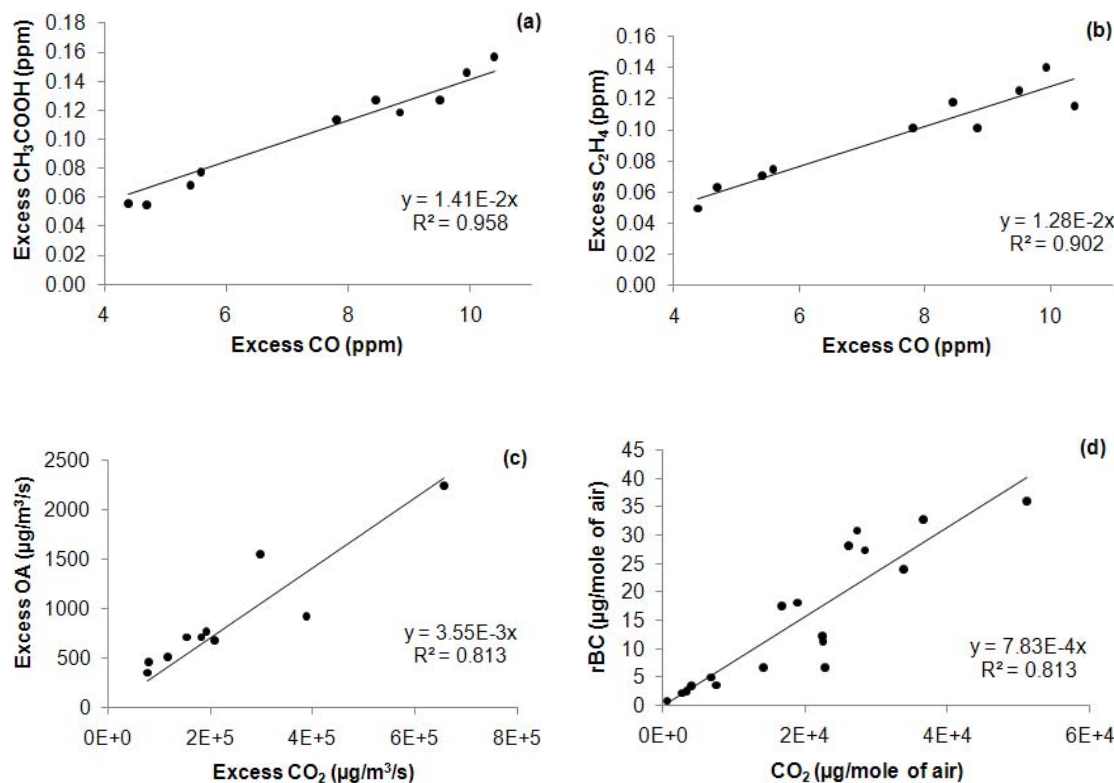 (a)
Excess CH₃COOH (ppm)
0.18
0.16
0.14
0.12
0.10
0.08
0.06
0.04
0.02
0.00
y = 1.41E-2x
R² = 0.958
4 6 8 10
Excess CO (ppm)
(b)
Excess C₂H₄ (ppm)
0.16
0.14
0.12
0.10
0.08
0.06
0.04
0.02
0.00
y = 1.28E-2x
R² = 0.902
4 6 8 10
Excess CO (ppm)
(c)
Excess OA (µg/m³/s)
2500
2000
1500
1000
500
0
y = 3.55E-3x
R² = 0.813
0E+0 2E+5 4E+5 6E+5 8E+5
Excess CO₂ (µg/m³/s)
(d)
rBC (µg/mole of air)
45
40
35
30
25
20
15
10
5
0
y = 7.83E-4x
R² = 0.813
0E+0 2E+4 4E+4 6E+4
CO₂ (µg/mole of air)